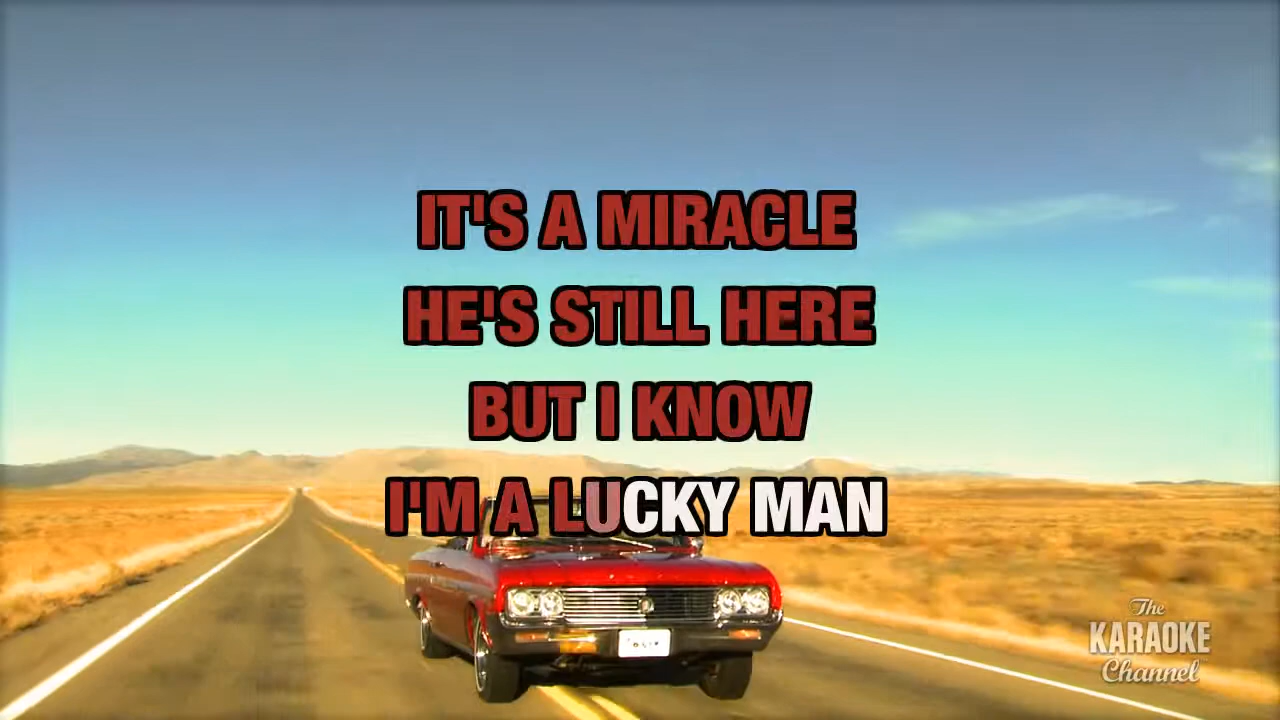 IT'S A MIRACLE
HE'S STILL HERE
BUT I KNOW
I'M A LUCKY MAN
The
KARAOKE
Channel